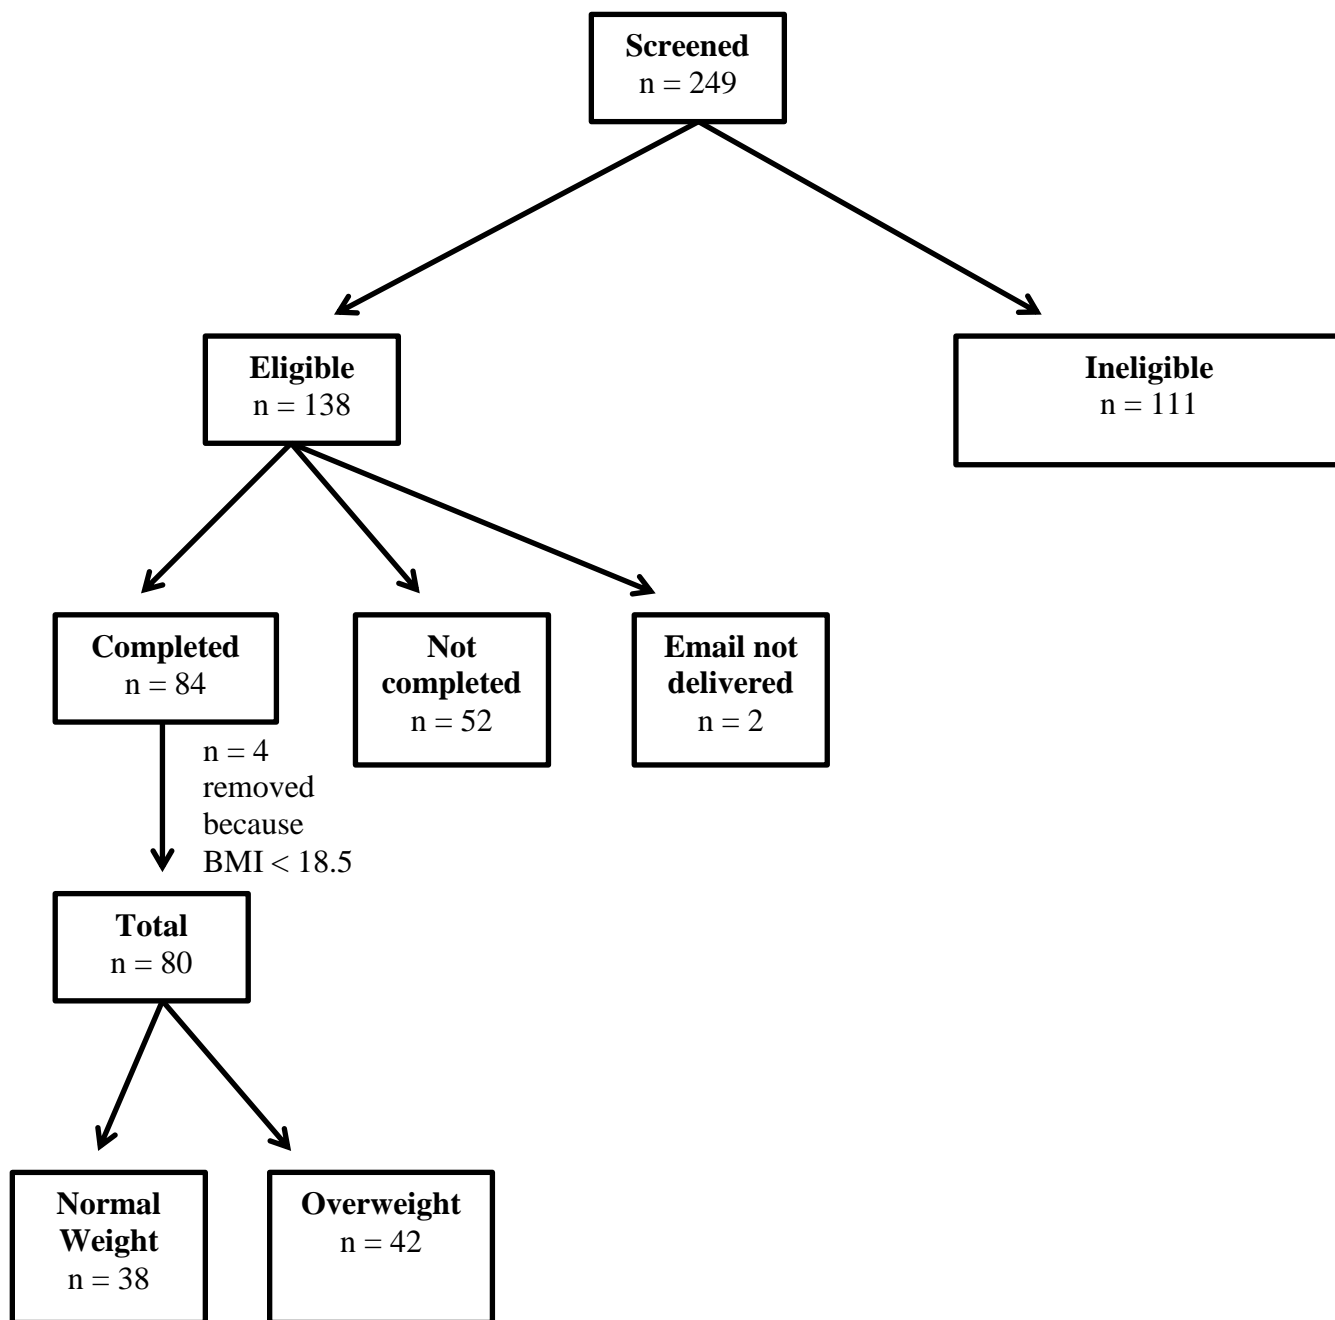 Screened
n = 249
Eligible
n = 138
Ineligible
n = 111
Completed
n = 84
Not
completed
n = 52
Email not
delivered
n = 2
n = 4
removed
because
BMI < 18.5
Total
n = 80
Normal
Weight
n = 38
Overweight
n = 42